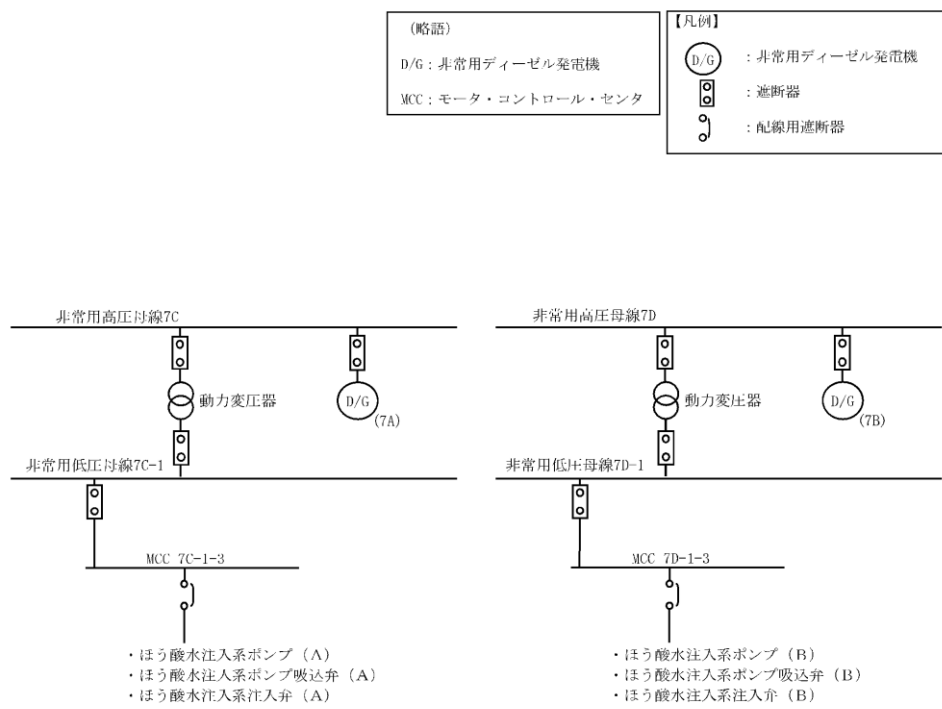 (略語)
D/G:非常用ディーゼル発電機
MCC:モータ・コントロール・センタ
【凡例】
D/G :非常用ディーゼル発電機
:遮断器
:配線用遮断器
非常用高圧母線7C
動力変圧器
D/G
(7A)
非常用低圧母線7C-1
MCC 7C-1-3
・ほう酸水注入系ポンプ(A)
・ほう酸水注入系ポンプ吸込弁(A)
・ほう酸水注入系注入弁(A)
非常用高圧母線7D
動力変圧器
D/G
(7B)
非常用低圧母線7D-1
MCC 7D-1-3
・ほう酸水注入系ポンプ(B)
・ほう酸水注入系ポンプ吸込弁(B)
・ほう酸水注入系注入弁(B)